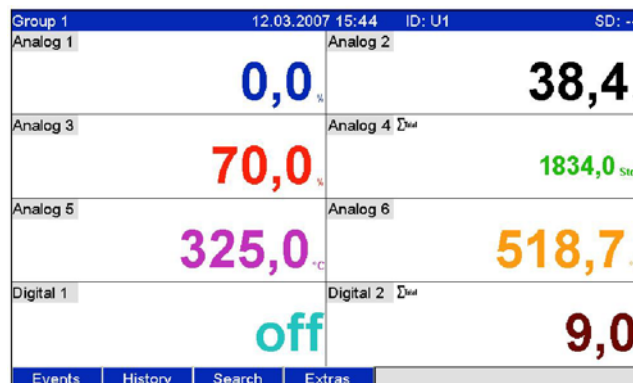 Group 1 12.03.2007 15:44 ID: U1 SD: --
Analog 1 Analog 2
0,0 % 38,4
Analog 3 Analog 4 ΣTotal
70,0 % 1834,0
Analog 5 Analog 6
325,0 °C 518,7
Digital 1 Digital 2 ΣTotal
off 9,0
Events History Search Extras